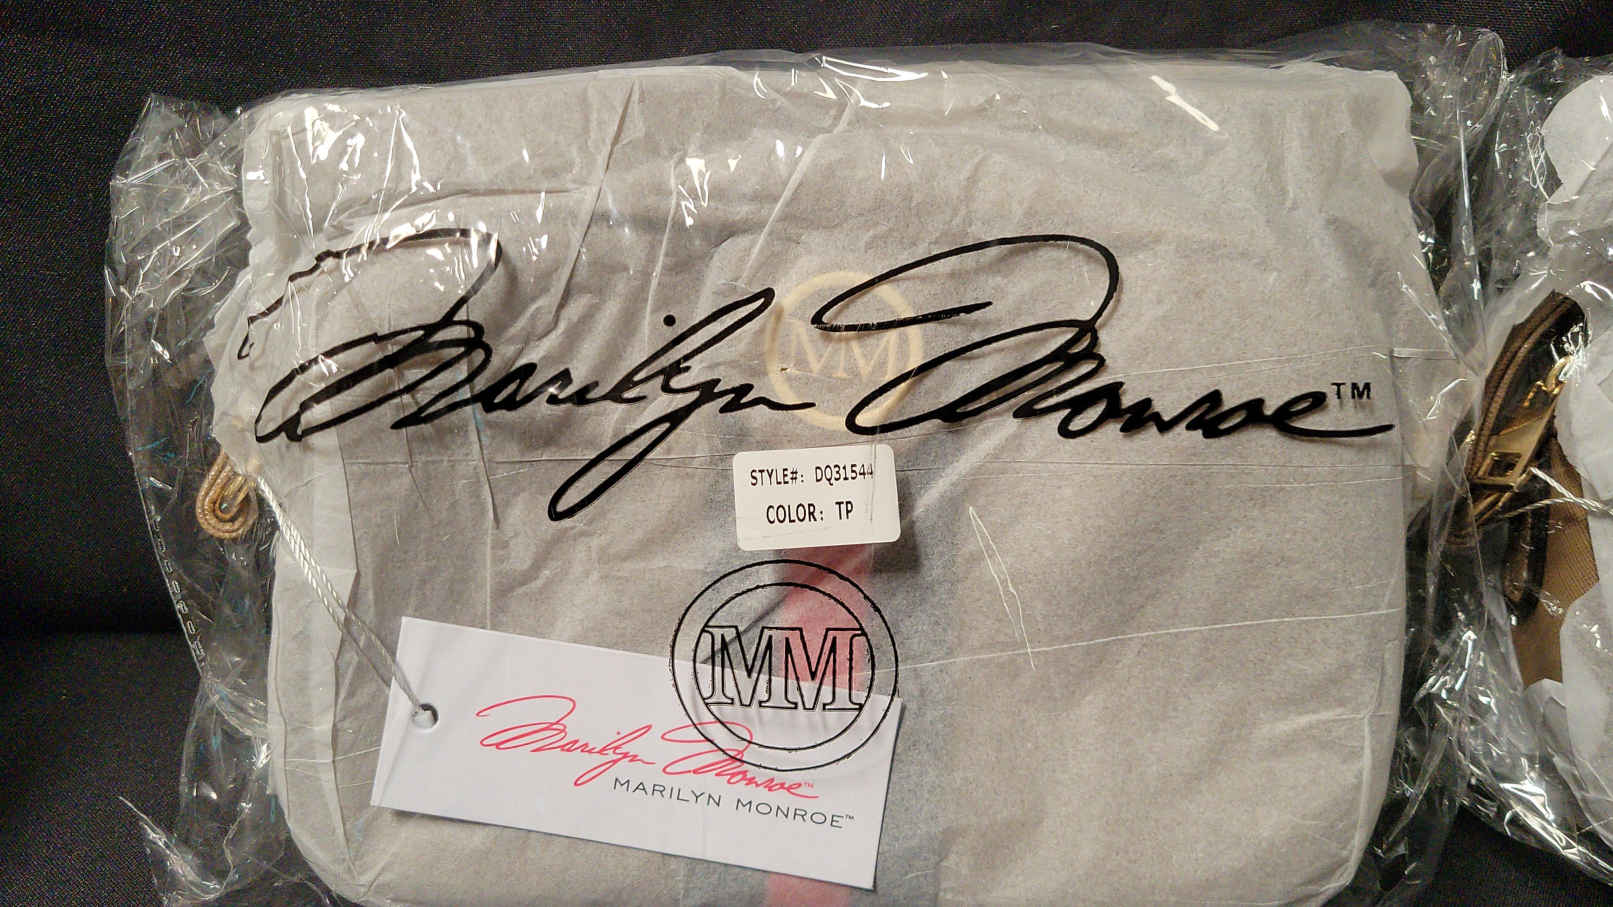 Marilyn Monroe™
MM
STYLE#: DQ31544
COLOR: TP
MM
Marilyn Monroe™
MARILYN MONROE™